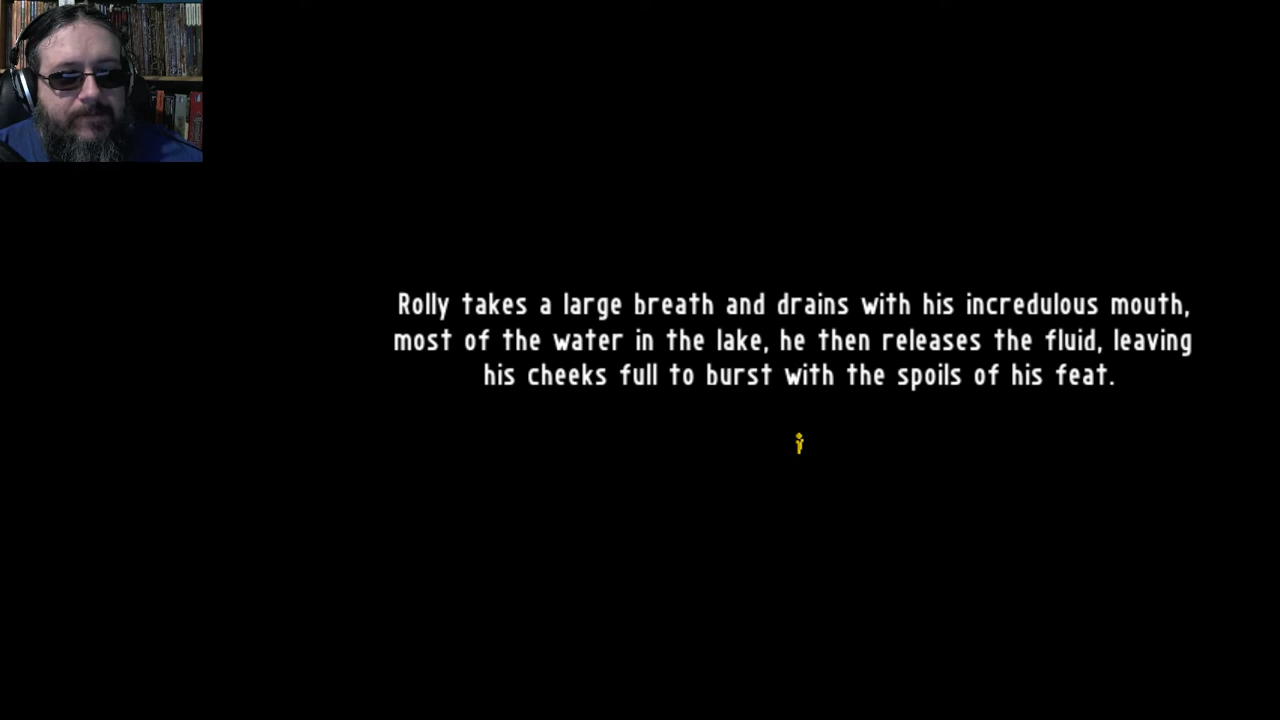 Rolly takes a large breath and drains with his incredulous mouth,
most of the water in the lake, he then releases the fluid, leaving
his cheeks full to burst with the spoils of his feat.